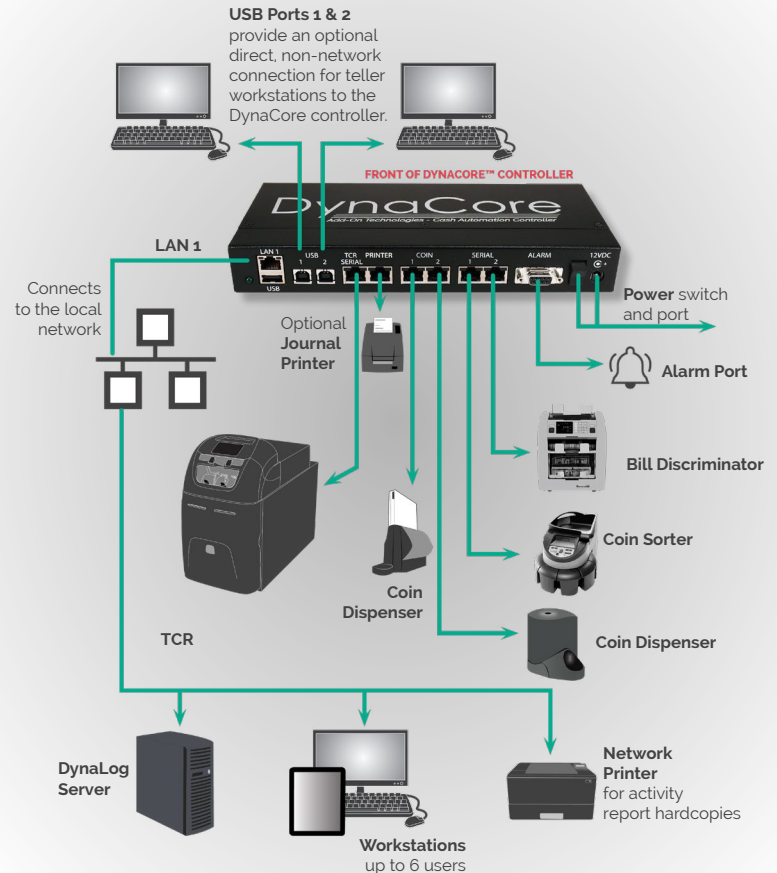 USB Ports 1 & 2
provide an optional
direct, non-network
connection for teller
workstations to the
DynaCore controller.
FRONT OF DYNACORE™ CONTROLLER
DynaCore
Add-On Technologies - Cash Automation Controller
LAN 1
USB
1 2
TCR
SERIAL
PRINTER
COIN
1 2
SERIAL
1 2
ALARM
12VDC
USB
LAN 1
Connects
to the local
network
Optional
Journal
Printer
Power switch
and port
Alarm Port
Bill Discriminator
Coin Sorter
Coin
Dispenser
Coin Dispenser
TCR
DynaLog
Server
Workstations
up to 6 users
Network
Printer
for activity
report hardcopies